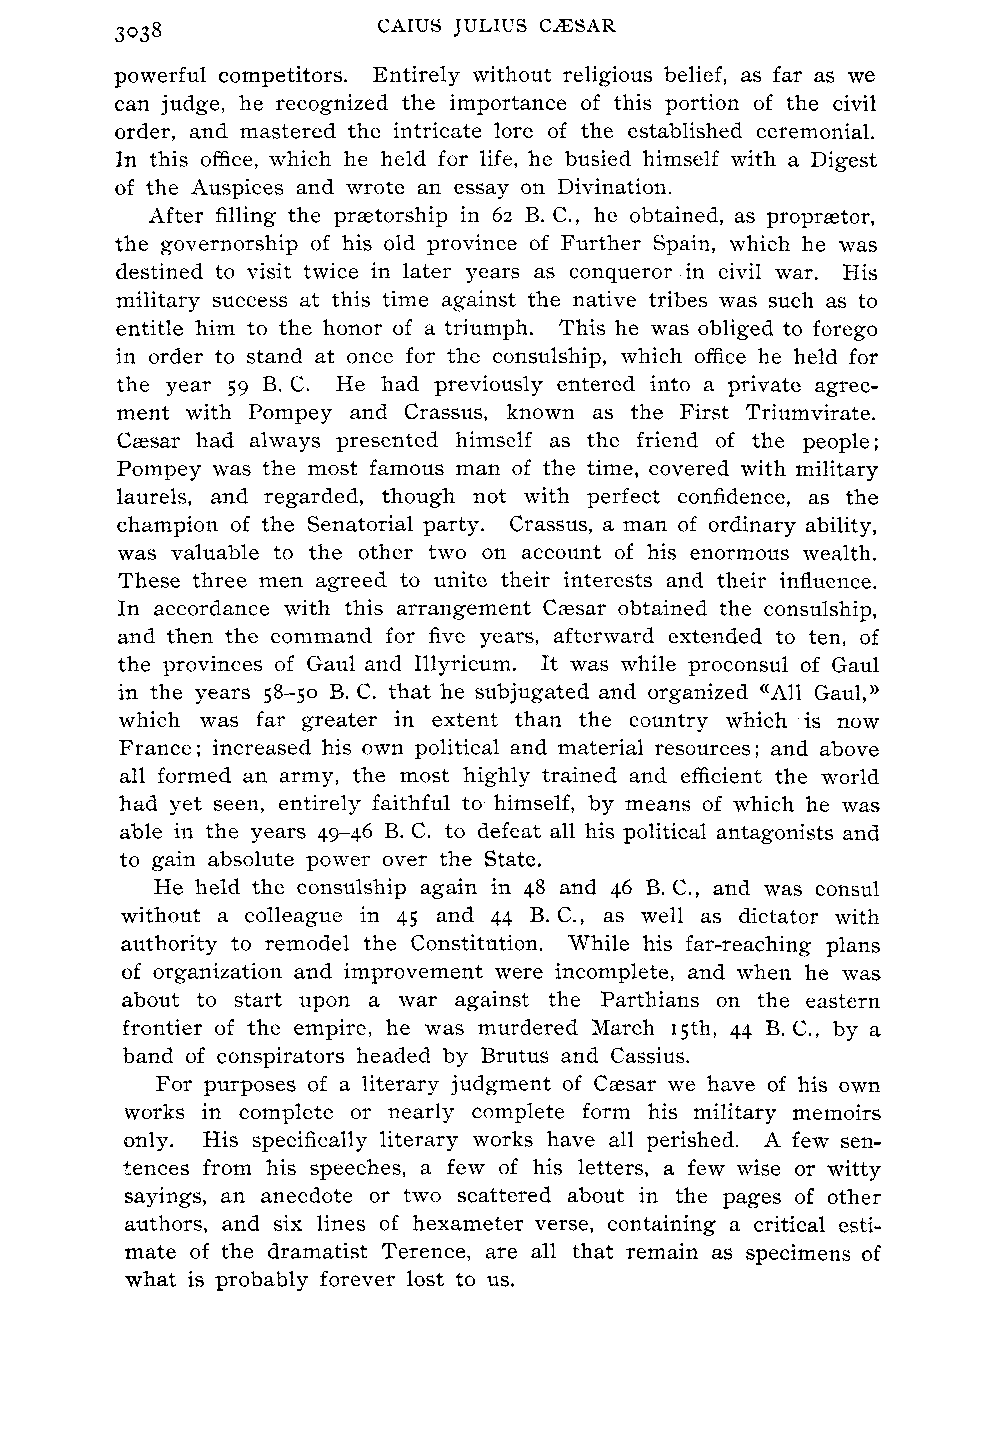 3038 CAIUS JULIUS CÆSAR
powerful competitors. Entirely without religious belief, as far as we
can judge, he recognized the importance of this portion of the civil
order, and mastered the intricate lore of the established ceremonial.
In this office, which he held for life, he busied himself with a Digest
of the Auspices and wrote an essay on Divination.
After filling the prætorship in 62 B. C., he obtained, as proprætor,
the governorship of his old province of Further Spain, which he was
destined to visit twice in later years as conqueror in civil war. His
military success at this time against the native tribes was such as to
entitle him to the honor of a triumph. This he was obliged to forego
in order to stand at once for the consulship, which office he held for
the year 59 B. C. He had previously entered into a private agree-
ment with Pompey and Crassus, known as the First Triumvirate.
Cæsar had always presented himself as the friend of the people;
Pompey was the most famous man of the time, covered with military
laurels, and regarded, though not with perfect confidence, as the
champion of the Senatorial party. Crassus, a man of ordinary ability,
was valuable to the other two on account of his enormous wealth.
These three men agreed to unite their interests and their influence.
In accordance with this arrangement Cæsar obtained the consulship,
and then the command for five years, afterward extended to ten, of
the provinces of Gaul and Illyricum. It was while proconsul of Gaul
in the years 58–50 B. C. that he subjugated and organized «All Gaul,»
which was far greater in extent than the country which is now
France; increased his own political and material resources; and above
all formed an army, the most highly trained and efficient the world
had yet seen, entirely faithful to himself, by means of which he was
able in the years 49–46 B. C. to defeat all his political antagonists and
to gain absolute power over the State.
He held the consulship again in 48 and 46 B. C., and was consul
without a colleague in 45 and 44 B. C., as well as dictator with
authority to remodel the Constitution. While his far-reaching plans
of organization and improvement were incomplete, and when he was
about to start upon a war against the Parthians on the eastern
frontier of the empire, he was murdered March 15th, 44 B. C., by a
band of conspirators headed by Brutus and Cassius.
For purposes of a literary judgment of Cæsar we have of his own
works in complete or nearly complete form his military memoirs
only. His specifically literary works have all perished. A few sen-
tences from his speeches, a few of his letters, a few wise or witty
sayings, an anecdote or two scattered about in the pages of other
authors, and six lines of hexameter verse, containing a critical esti-
mate of the dramatist Terence, are all that remain as specimens of
what is probably forever lost to us.